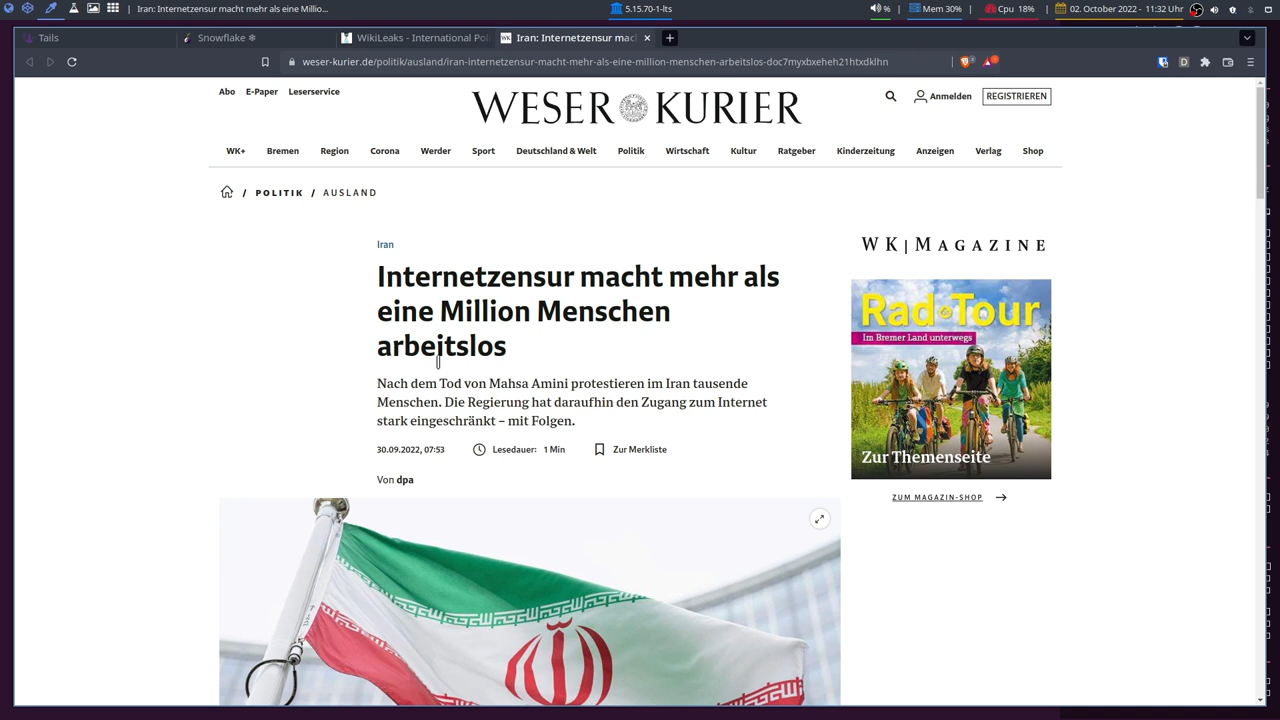 Iran: Internetzensur macht mehr als eine Millio...
5.15.70-1-lts
%
Mem 30%
Cpu 18%
02. October 2022 - 11:32 Uhr
Tails
Snowflake ❄
WikiLeaks - International Pol
Iran: Internetzensur mach
weser-kurier.de/politik/ausland/iran-internetzensur-macht-mehr-als-eine-million-menschen-arbeitslos-doc7myxbxeheh21htxdklhn
Abo E-Paper Leserservice
WESER KURIER
Anmelden
REGISTRIEREN
WK+ Bremen Region Corona Werder Sport Deutschland & Welt Politik Wirtschaft Kultur Ratgeber Kinderzeitung Anzeigen Verlag Shop
/ POLITIK / AUSLAND
Iran
Internetzensur macht mehr als
eine Million Menschen
arbeitslos
Nach dem Tod von Mahsa Amini protestieren im Iran tausende
Menschen. Die Regierung hat daraufhin den Zugang zum Internet
stark eingeschränkt – mit Folgen.
30.09.2022, 07:53 Lesedauer: 1 Min Zur Merkliste
Von dpa
WK|MAGAZINE
Rad Tour
Im Bremer Land unterwegs
Zur Themenseite
ZUM MAGAZIN-SHOP